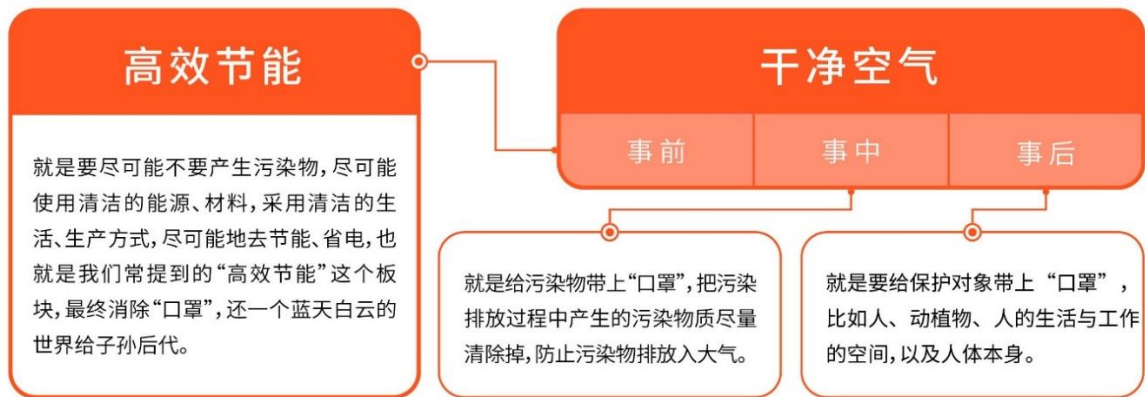 高效节能
就是要尽可能不要产生污染物,尽可能
使用清洁的能源、材料,采用清洁的生
活、生产方式,尽可能地去节能、省电,也
就是我们常提到的“高效节能”这个板
块,最终消除“口罩”,还一个蓝天白云的
世界给子孙后代。
干净空气
事前
事中
事后
就是给污染物带上“口罩”,把污染
排放过程中产生的污染物质尽量
清除掉,防止污染物排放入大气。
就是要给保护对象带上“口罩”,
比如人、动植物、人的生活与工作
的空间,以及人体本身。